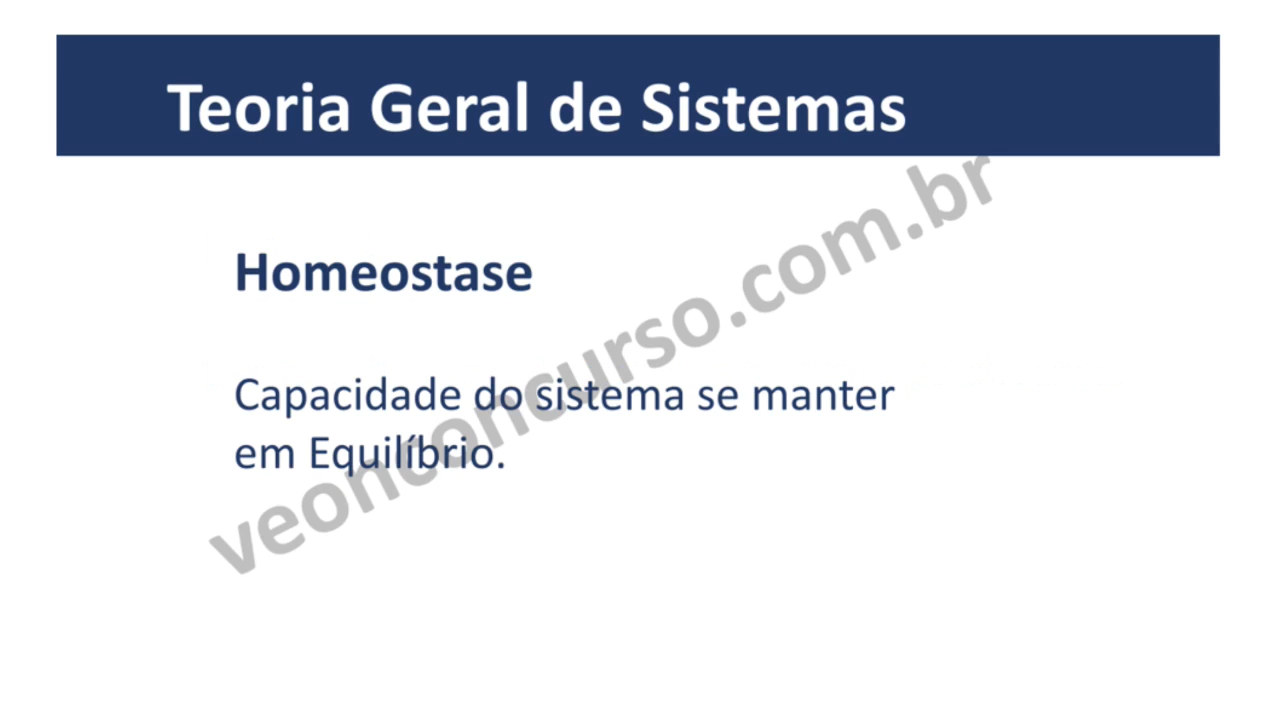 Teoria Geral de Sistemas
veonconcurso.com.br
Homeostase
Capacidade do sistema se manter
em Equilíbrio.